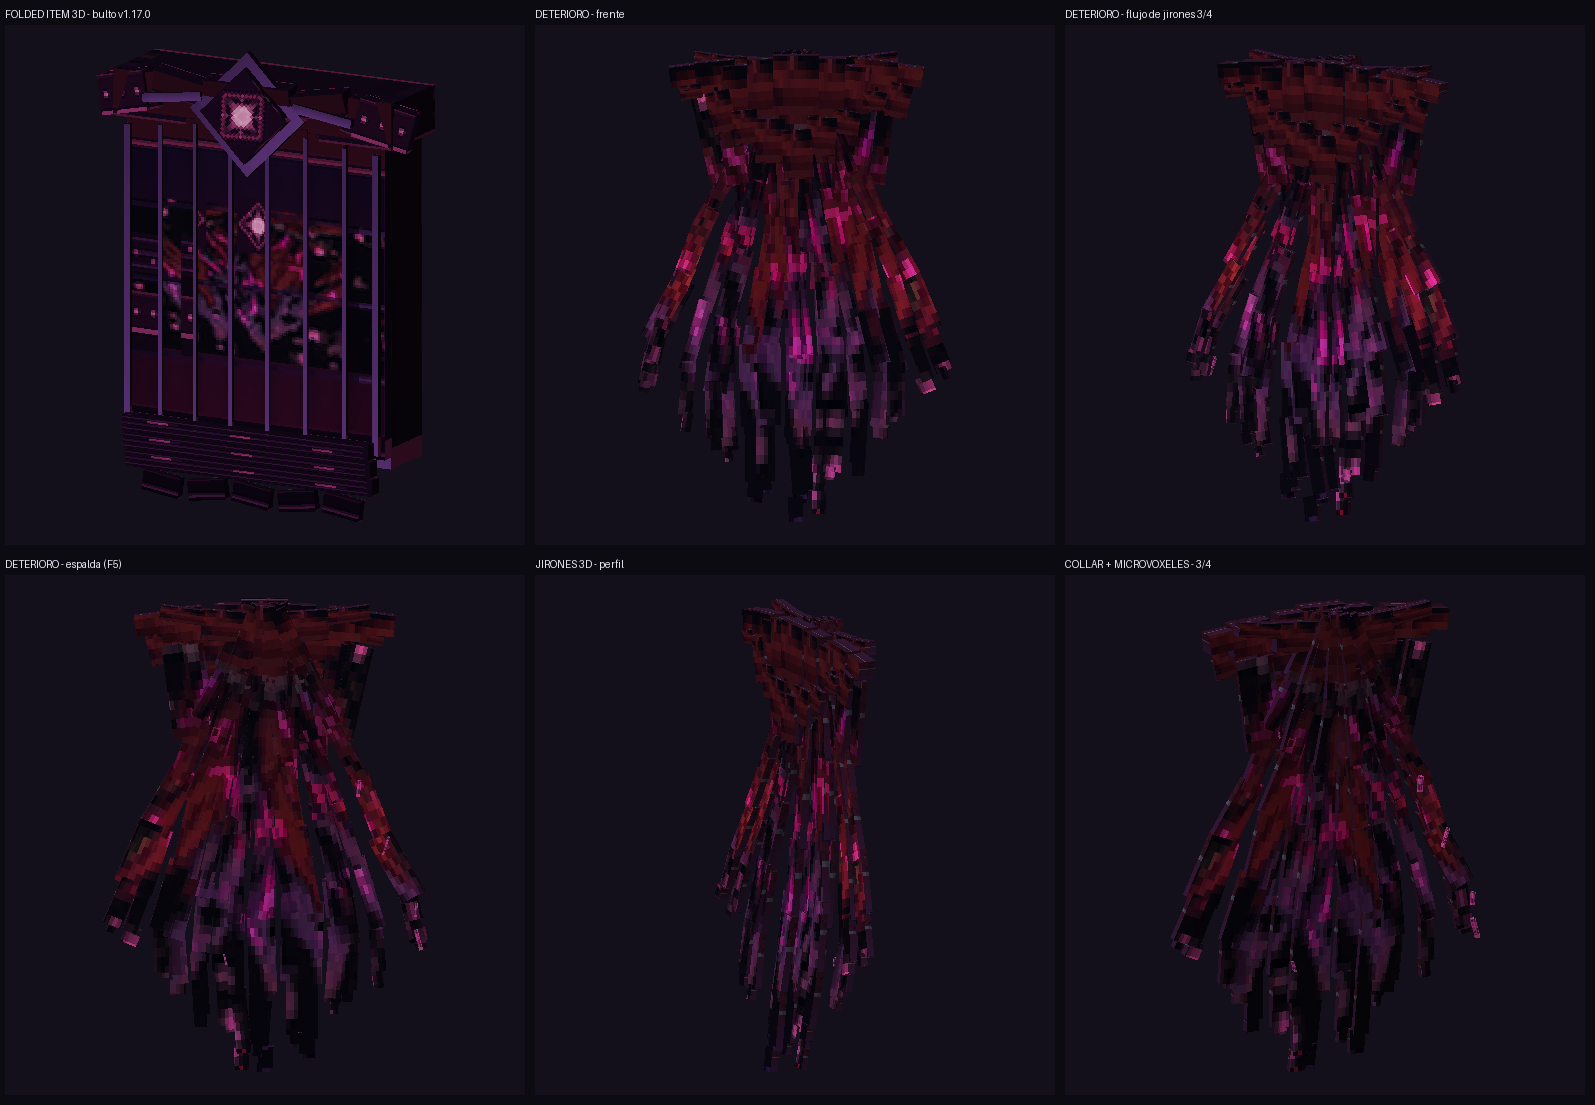 FOLDED ITEM 3D - bulto v1.17.0
DETERIORO - frente
DETERIORO - flujo de jirones 3/4
DETERIORO - espalda (F5)
JIRONES 3D - perfil
COLLAR + MICROVOXELES - 3/4